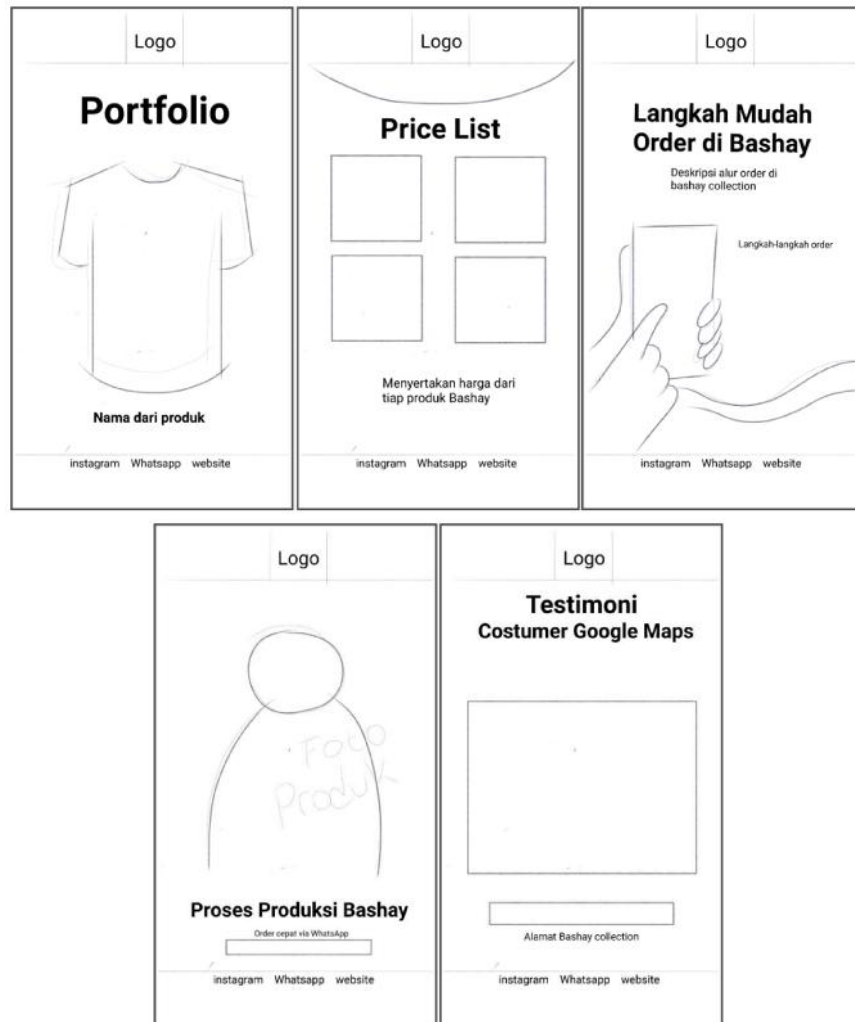 Logo
Portfolio
Nama dari produk
instagram Whatsapp website
Logo
Price List
Menyertakan harga dari
tiap produk Bashay
instagram Whatsapp website
Logo
Langkah Mudah
Order di Bashay
Deskripsi alur order di
bashay collection
Langkah-langkah order
instagram Whatsapp website
Logo
Foto
Produk
Proses Produksi Bashay
Order cepat via WhatsApp
instagram Whatsapp website
Logo
Testimoni
Costumer Google Maps
Alamat Bashay collection
instagram Whatsapp website